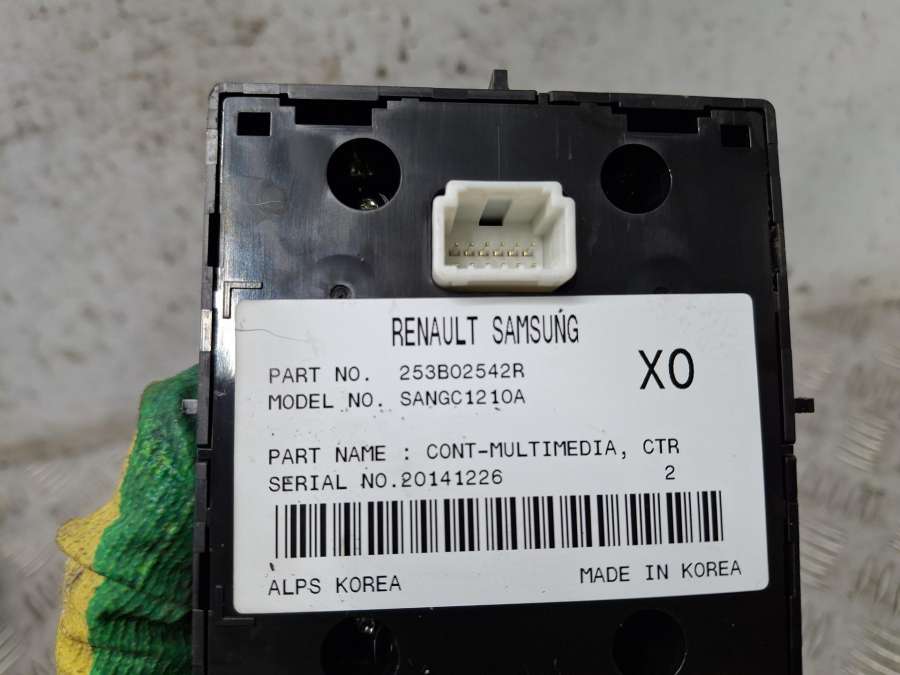 RENAULT SAMSUNG
PART NO. 253B02542R
MODEL NO. SANGC1210A
X0
PART NAME : CONT-MULTIMEDIA, CTR
SERIAL NO.20141226 2
ALPS KOREA MADE IN KOREA